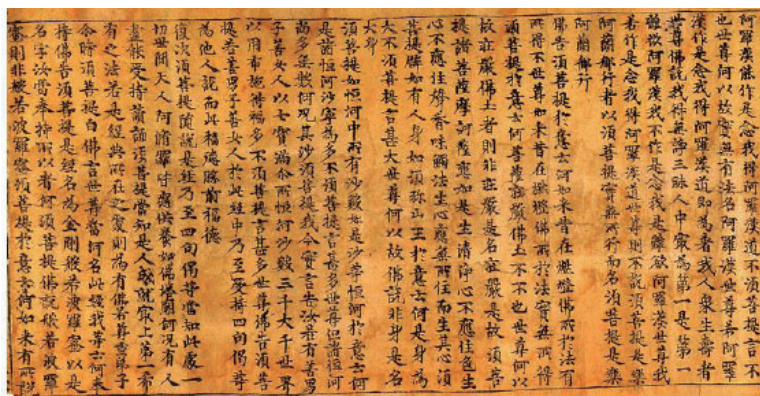 阿羅漢能作是念我得阿羅漢道不須菩提言不
也世尊何以故實無有法名阿羅漢世尊若阿羅
漢作是念我得阿羅漢道即為著我人眾生壽者
世尊佛說我得無諍三昧人中最為第一是第一
離欲阿羅漢我不作是念我是離欲阿羅漢世尊我
若作是念我得阿羅漢道世尊則不說須菩提是樂
阿蘭那行者以須菩提實無所行而名須菩提是樂
阿蘭那行
佛告須菩提於意云何如來昔在燃燈佛所於法有
所得不世尊如來昔在燃燈佛所於法實無所得
須菩提於意云何菩薩莊嚴佛土不不也世尊何以
故莊嚴佛土者則非莊嚴是名莊嚴是故須菩
提諸菩薩摩訶薩應如是生清淨心不應住色生
心不應住聲香味觸法生心應無所住而生其心須
菩提譬如有人身如須彌山王於意云何是身為
大不須菩提言甚大世尊何以故佛說非身是名
大身
須菩提如恒河中所有沙數如是沙等恒河於意云何
是諸恒河沙寧為多不須菩提言甚多世尊但諸恒河
尚多無數何況其沙須菩提我今實言告汝若有善男
子善女人以七寶滿尒所恒河沙數三千大千世界
以用布施得福多不須菩提言甚多世尊佛告須菩
提若善男子善女人於此經中乃至受持四句偈等
為他人說而此福德勝前福德
復次須菩提隨說是經乃至四句偈等當知此處一
切世間天人阿脩羅皆應供養如佛塔廟何況有人
盡能受持讀誦須菩提當知是人成就最上第一希
有之法若是經典所在之處則為有佛若尊重弟子
尒時須菩提白佛言世尊當何名此經我等云何奉
持佛告須菩提是經名為金剛般若波羅蜜以是
名字汝當奉持所以者何須菩提佛說般若波羅
蜜則非般若波羅蜜須菩提於意云何如來有所說